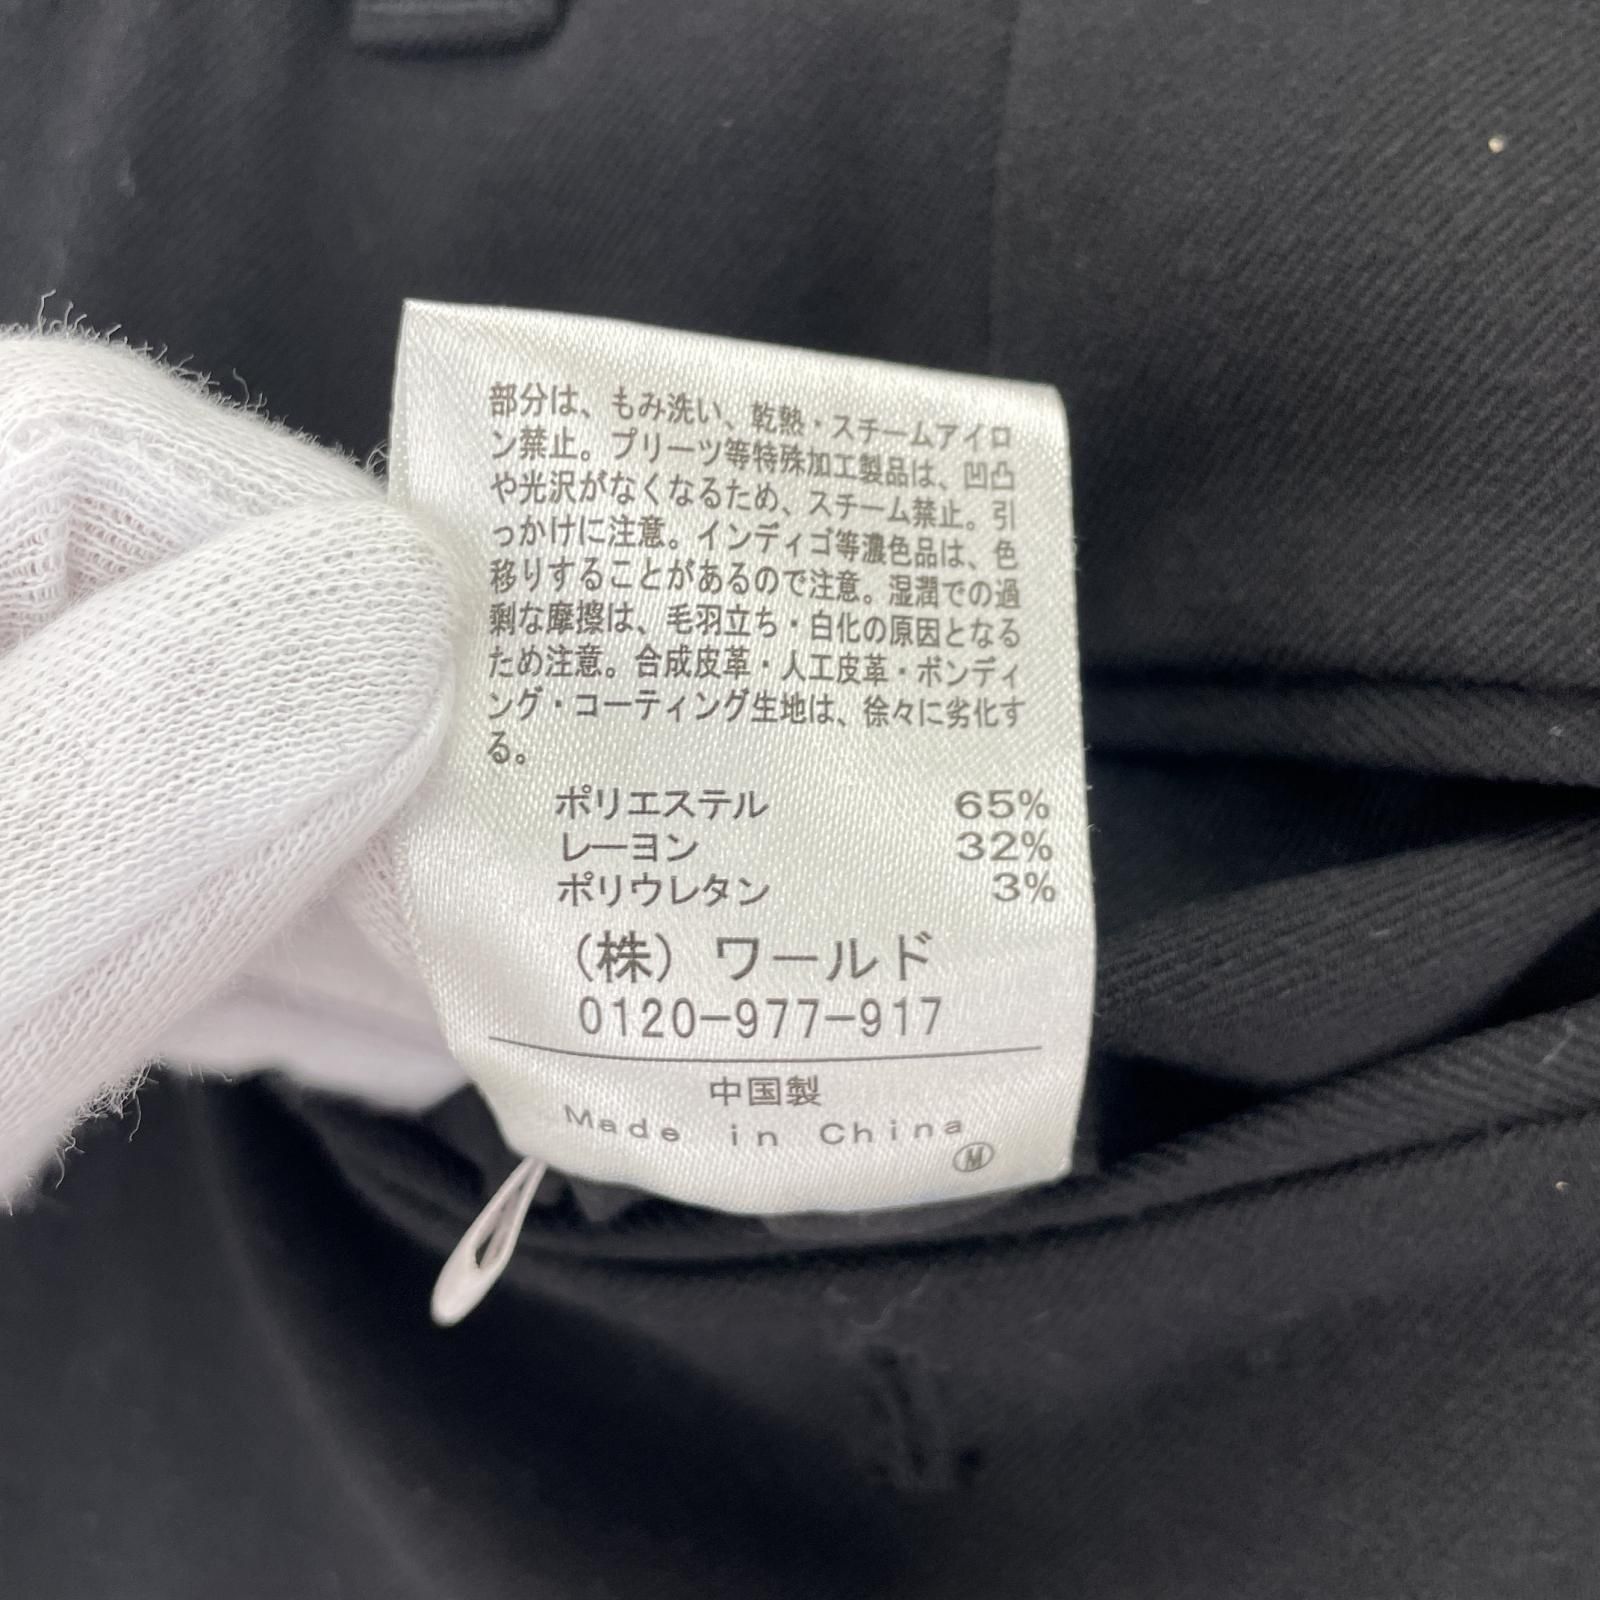 部分は、もみ洗い、乾熱・スチームアイロ
ン禁止。プリーツ等特殊加工製品は、凹凸
や光沢がなくなるため、スチーム禁止。引
っかけに注意。インディゴ等濃色品は、色
移りすることがあるので注意。湿潤での過
剰な摩擦は、毛羽立ち・白化の原因となる
ため注意。合成皮革・人工皮革・ボンディ
ング・コーティング生地は、徐々に劣化す
る。
ポリエステル 65%
レーヨン 32%
ポリウレタン 3%
(株) ワールド
0120-977-917
中国製
Made in China
Ⓜ